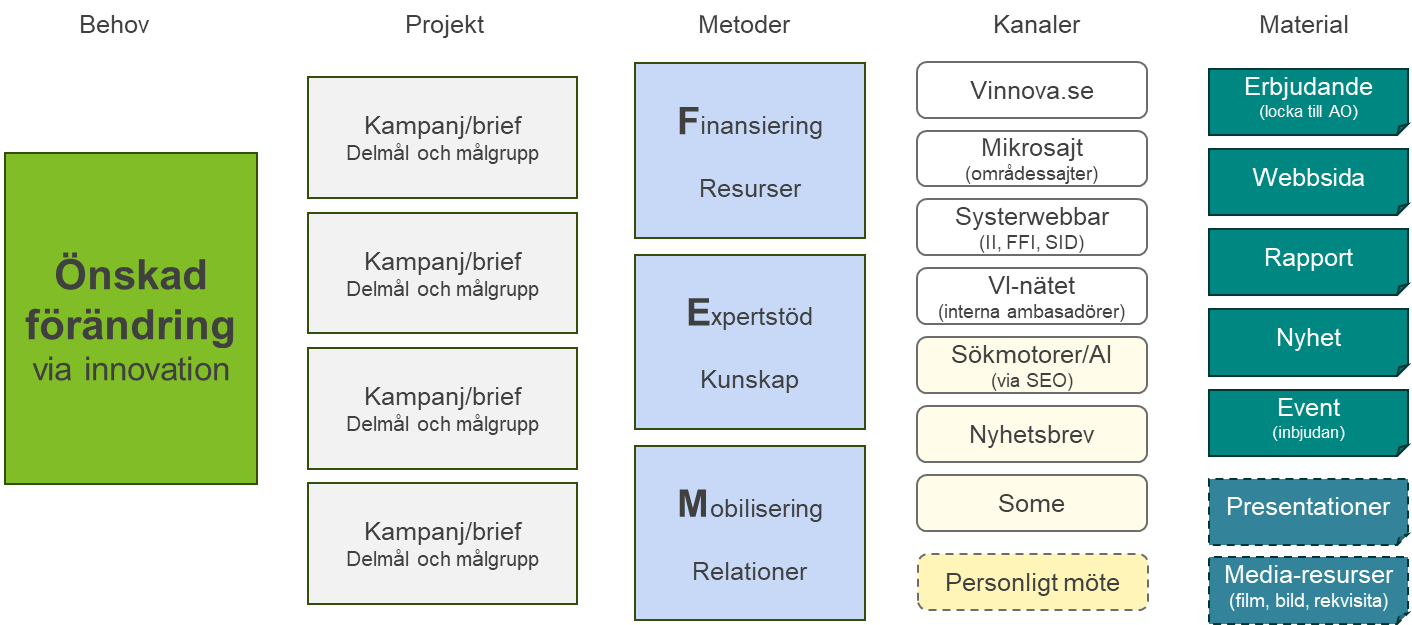 Behov
Projekt
Metoder
Kanaler
Material
Önskad
förändring
via innovation
Kampanj/brief
Delmål och målgrupp
Kampanj/brief
Delmål och målgrupp
Kampanj/brief
Delmål och målgrupp
Kampanj/brief
Delmål och målgrupp
Finansiering
Resurser
Expertstöd
Kunskap
Mobilisering
Relationer
Vinnova.se
Mikrosajt
(områdessajter)
Systerwebbar
(II, FFI, SID)
VI-nätet
(interna ambasadörer)
Sökmotorer/AI
(via SEO)
Nyhetsbrev
Some
Personligt möte
Erbjudande
(locka till AO)
Webbsida
Rapport
Nyhet
Event
(inbjudan)
Presentationer
Media-resurser
(film, bild, rekvisita)